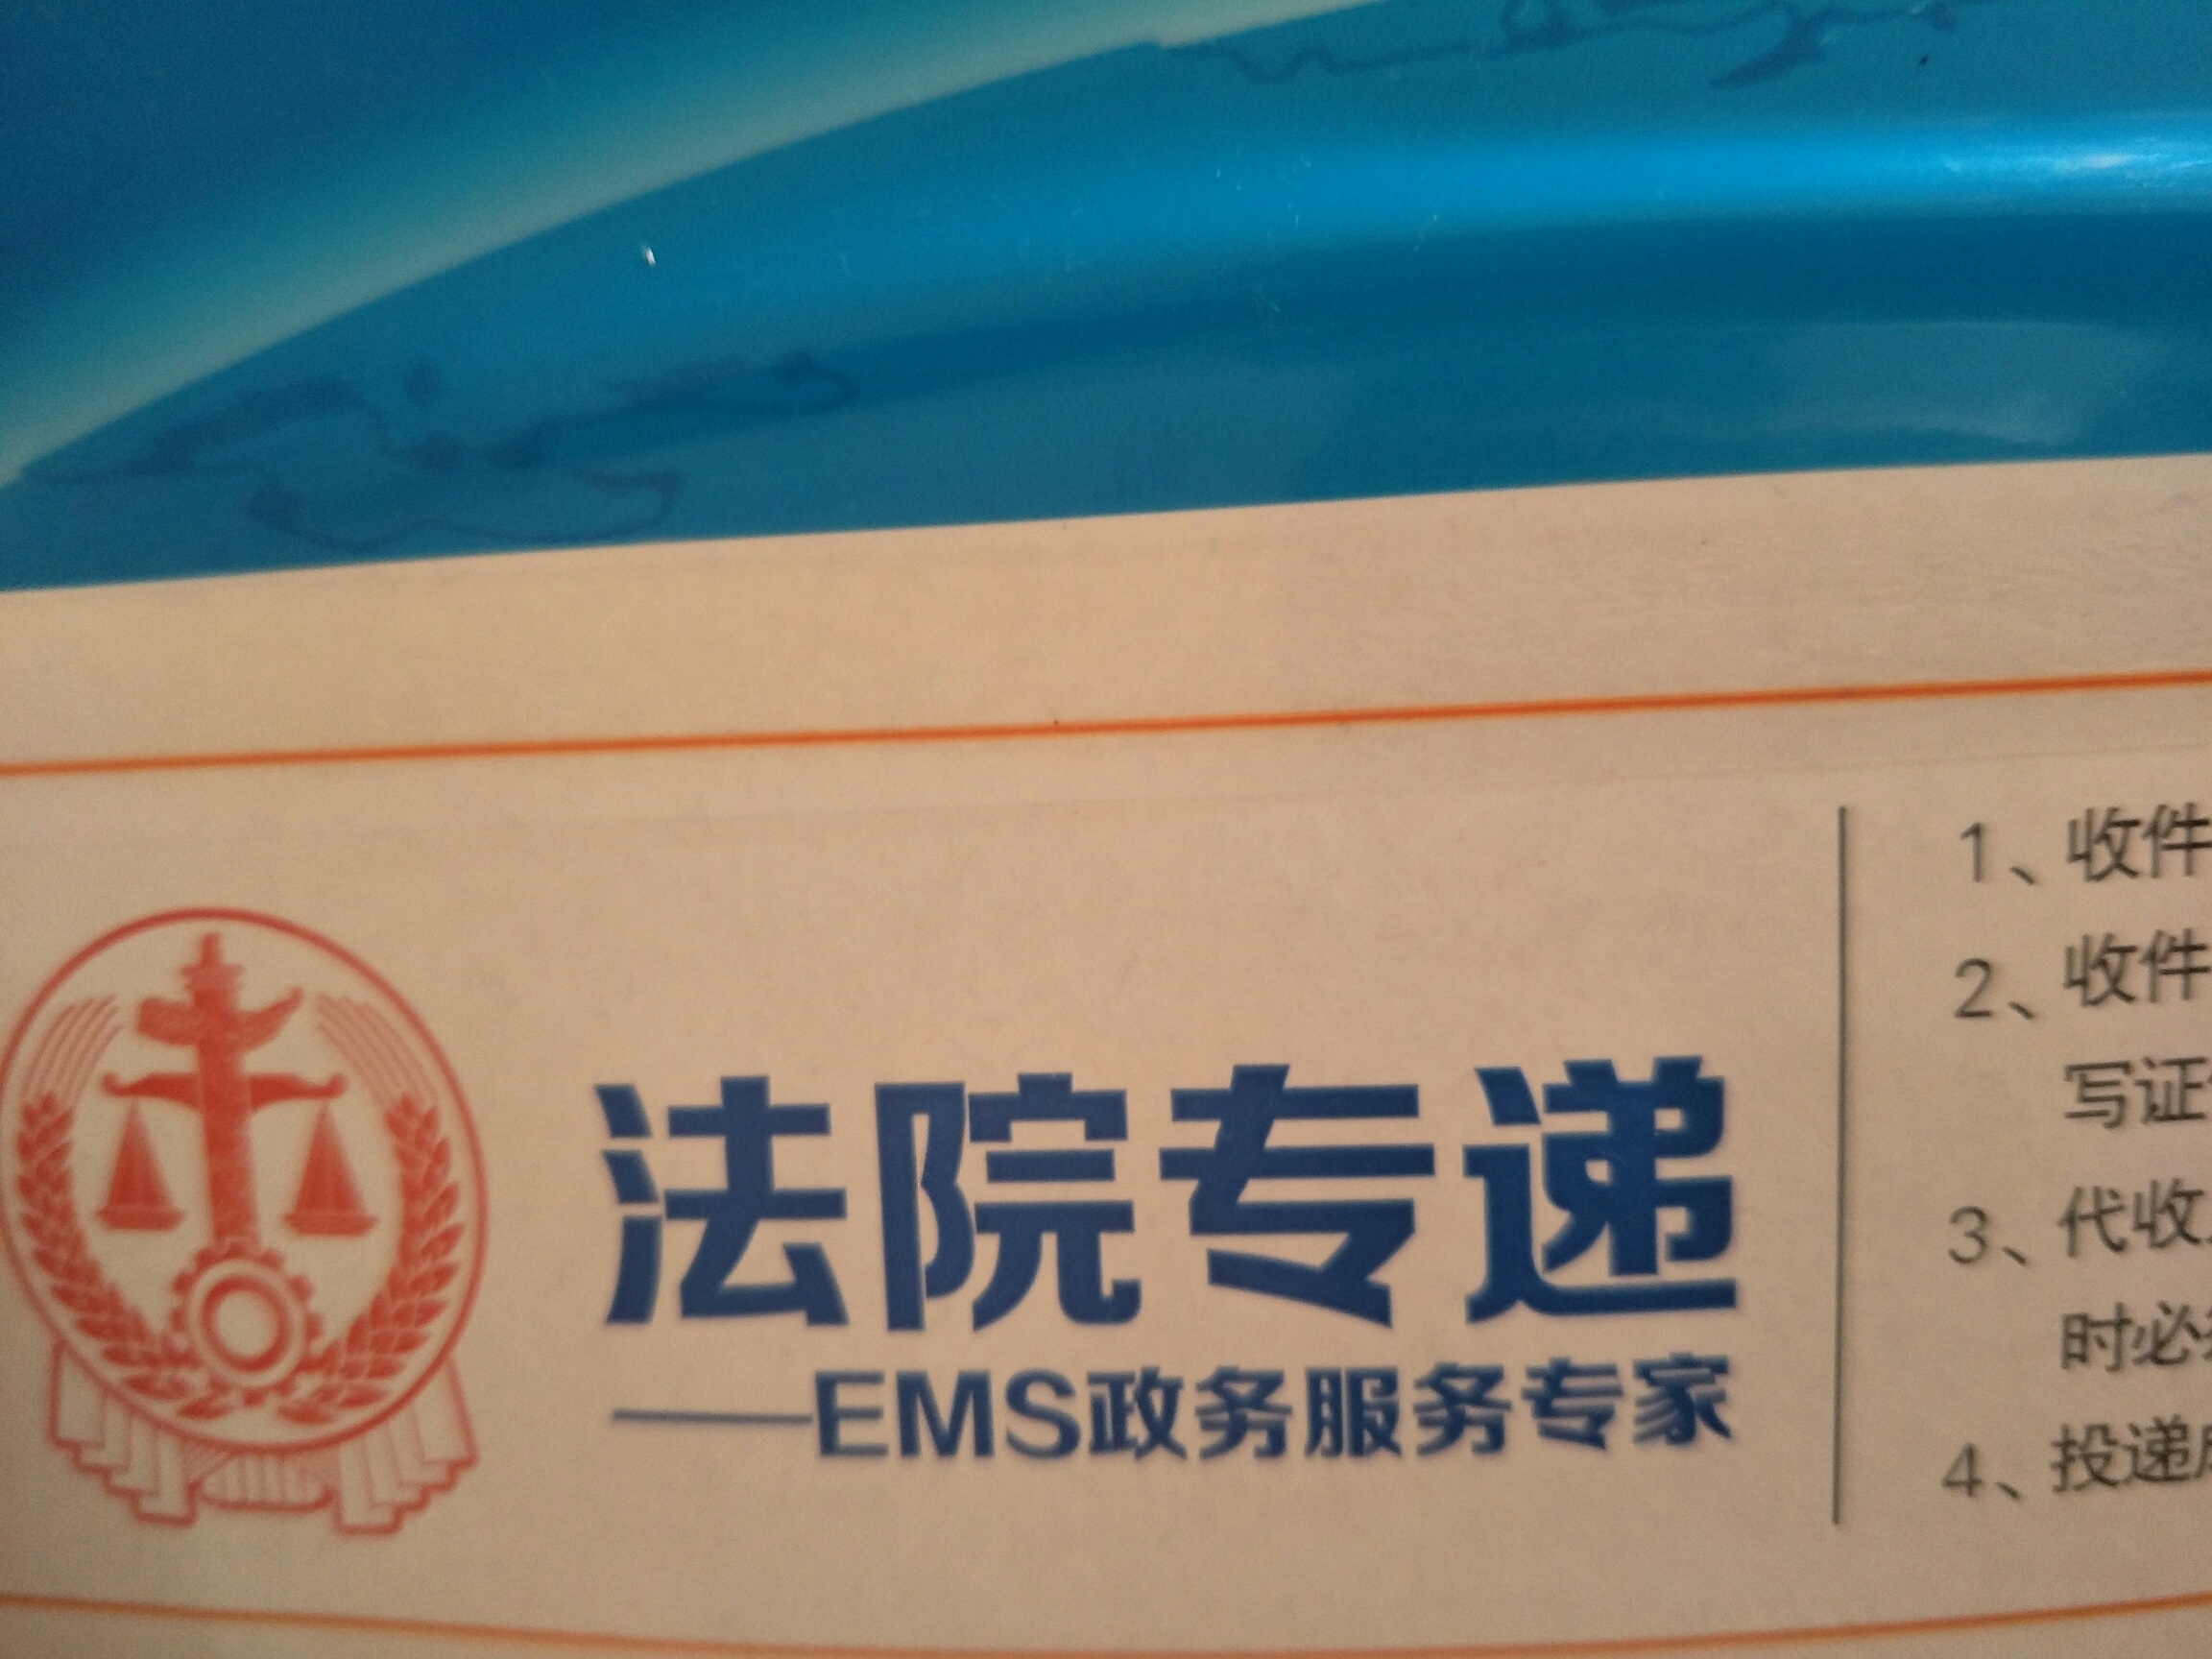 法院专递
——EMS政务服务专家
1、收件
2、收件
写证
3、代收
时必
4、投递